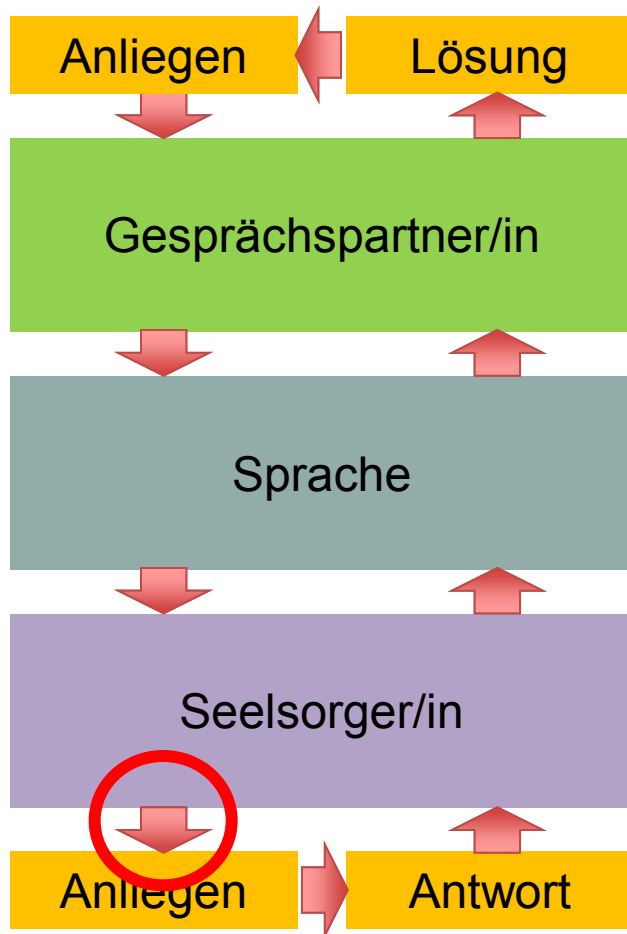 Anliegen
Lösung
Gesprächspartner/in
Sprache
Seelsorger/in
Anliegen
Antwort